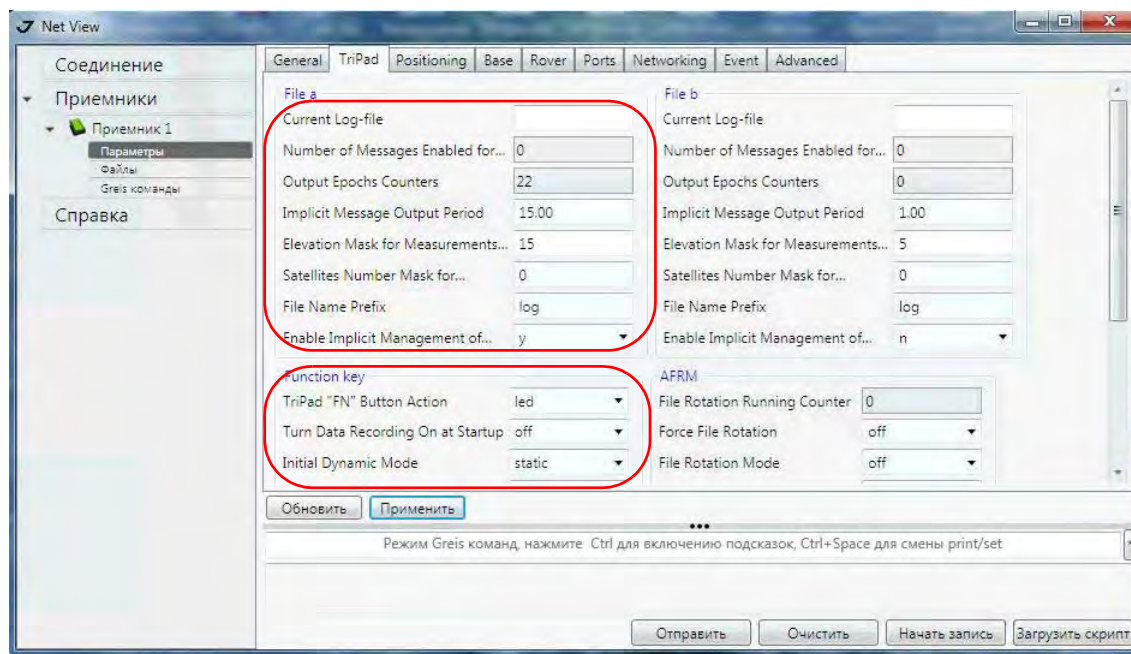 Net View
Соединение
Приемники
Приемник 1
Параметры
Файлы
Greis команды
Справка
General TriPad Positioning Base Rover Ports Networking Event Advanced
File a
Current Log-file
Number of Messages Enabled for... 0
Output Epochs Counters 22
Implicit Message Output Period 15.00
Elevation Mask for Measurements... 15
Satellites Number Mask for... 0
File Name Prefix log
Enable Implicit Management of... y
File b
Current Log-file
Number of Messages Enabled for... 0
Output Epochs Counters 0
Implicit Message Output Period 1.00
Elevation Mask for Measurements... 5
Satellites Number Mask for... 0
File Name Prefix log
Enable Implicit Management of... n
Function key
TriPad "FN" Button Action led
Turn Data Recording On at Startup off
Initial Dynamic Mode static
AFRM
File Rotation Running Counter 0
Force File Rotation off
File Rotation Mode off
Обновить Применить
Режим Greis команд, нажмите Ctrl для включению подсказок, Ctrl+Space для смены print/set
Отправить Очистить Начать запись Загрузить скрипт